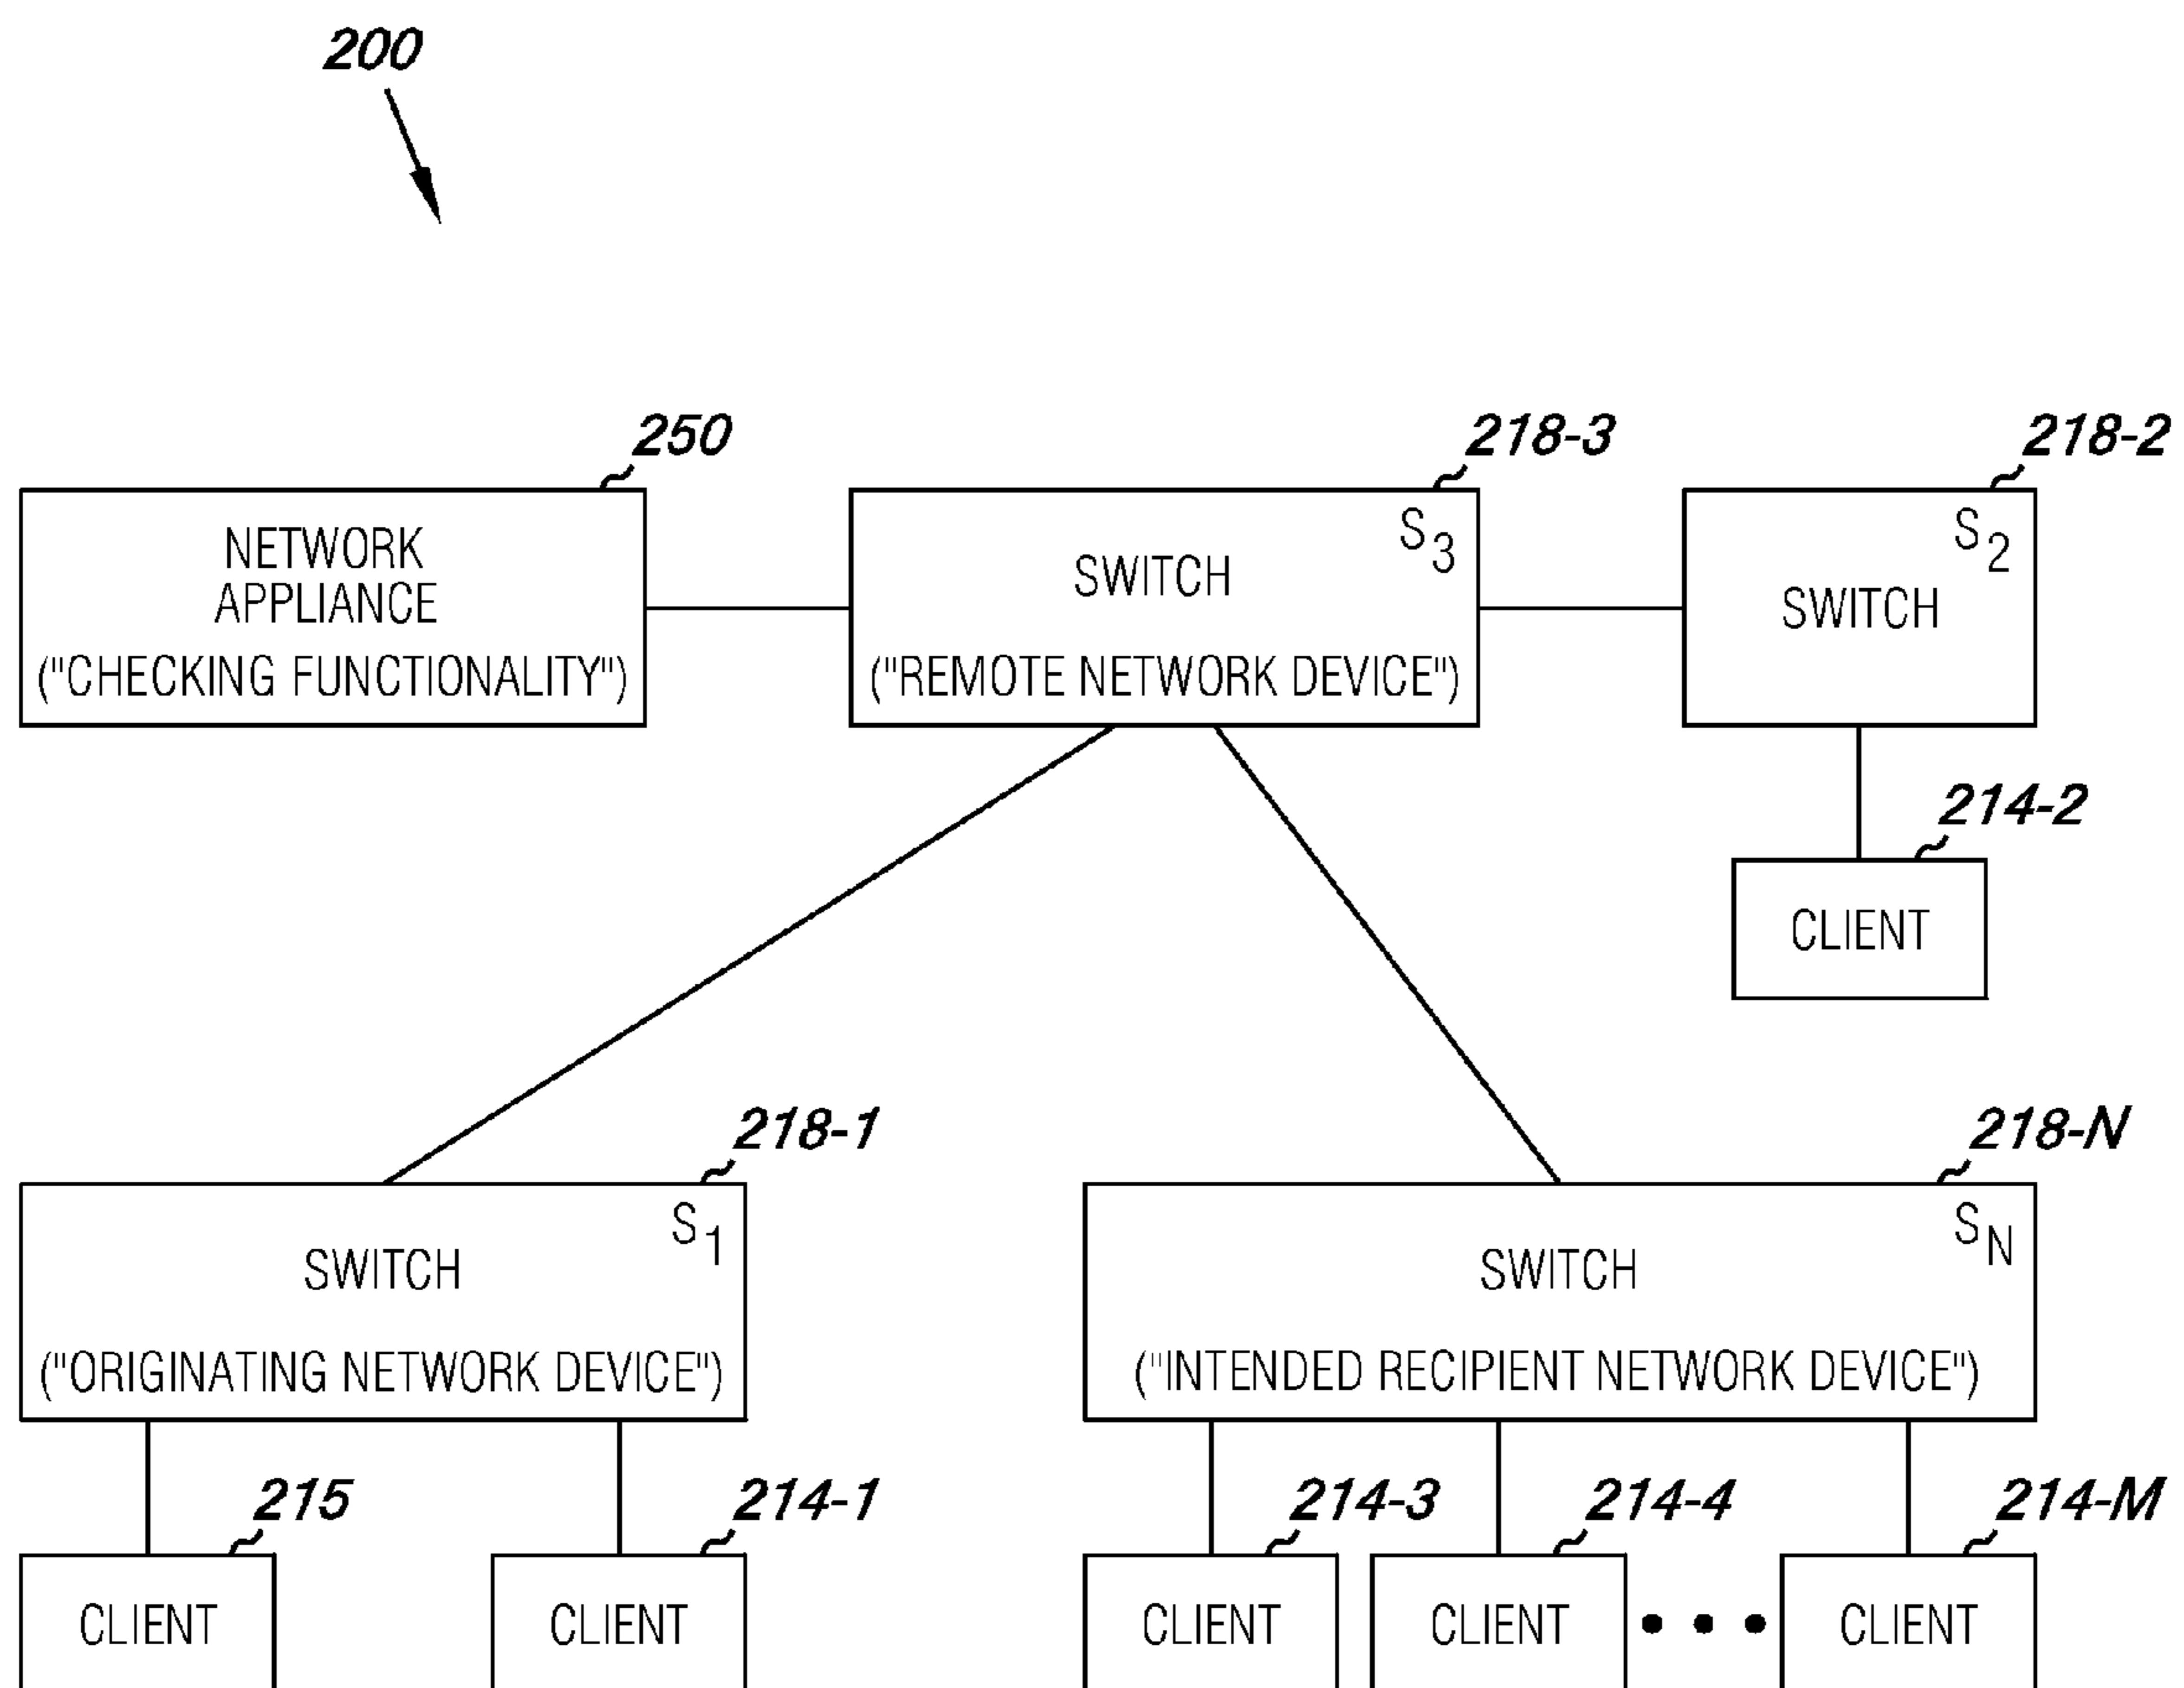 200
250
218-3
218-2
NETWORK
APPLIANCE
("CHECKING FUNCTIONALITY")
S3
SWITCH
("REMOTE NETWORK DEVICE")
S2
SWITCH
214-2
CLIENT
218-1
218-N
S1
SWITCH
("ORIGINATING NETWORK DEVICE")
SN
SWITCH
("INTENDED RECIPIENT NETWORK DEVICE")
215
214-1
214-3
214-4
214-M
CLIENT
CLIENT
CLIENT
CLIENT
• • •
CLIENT